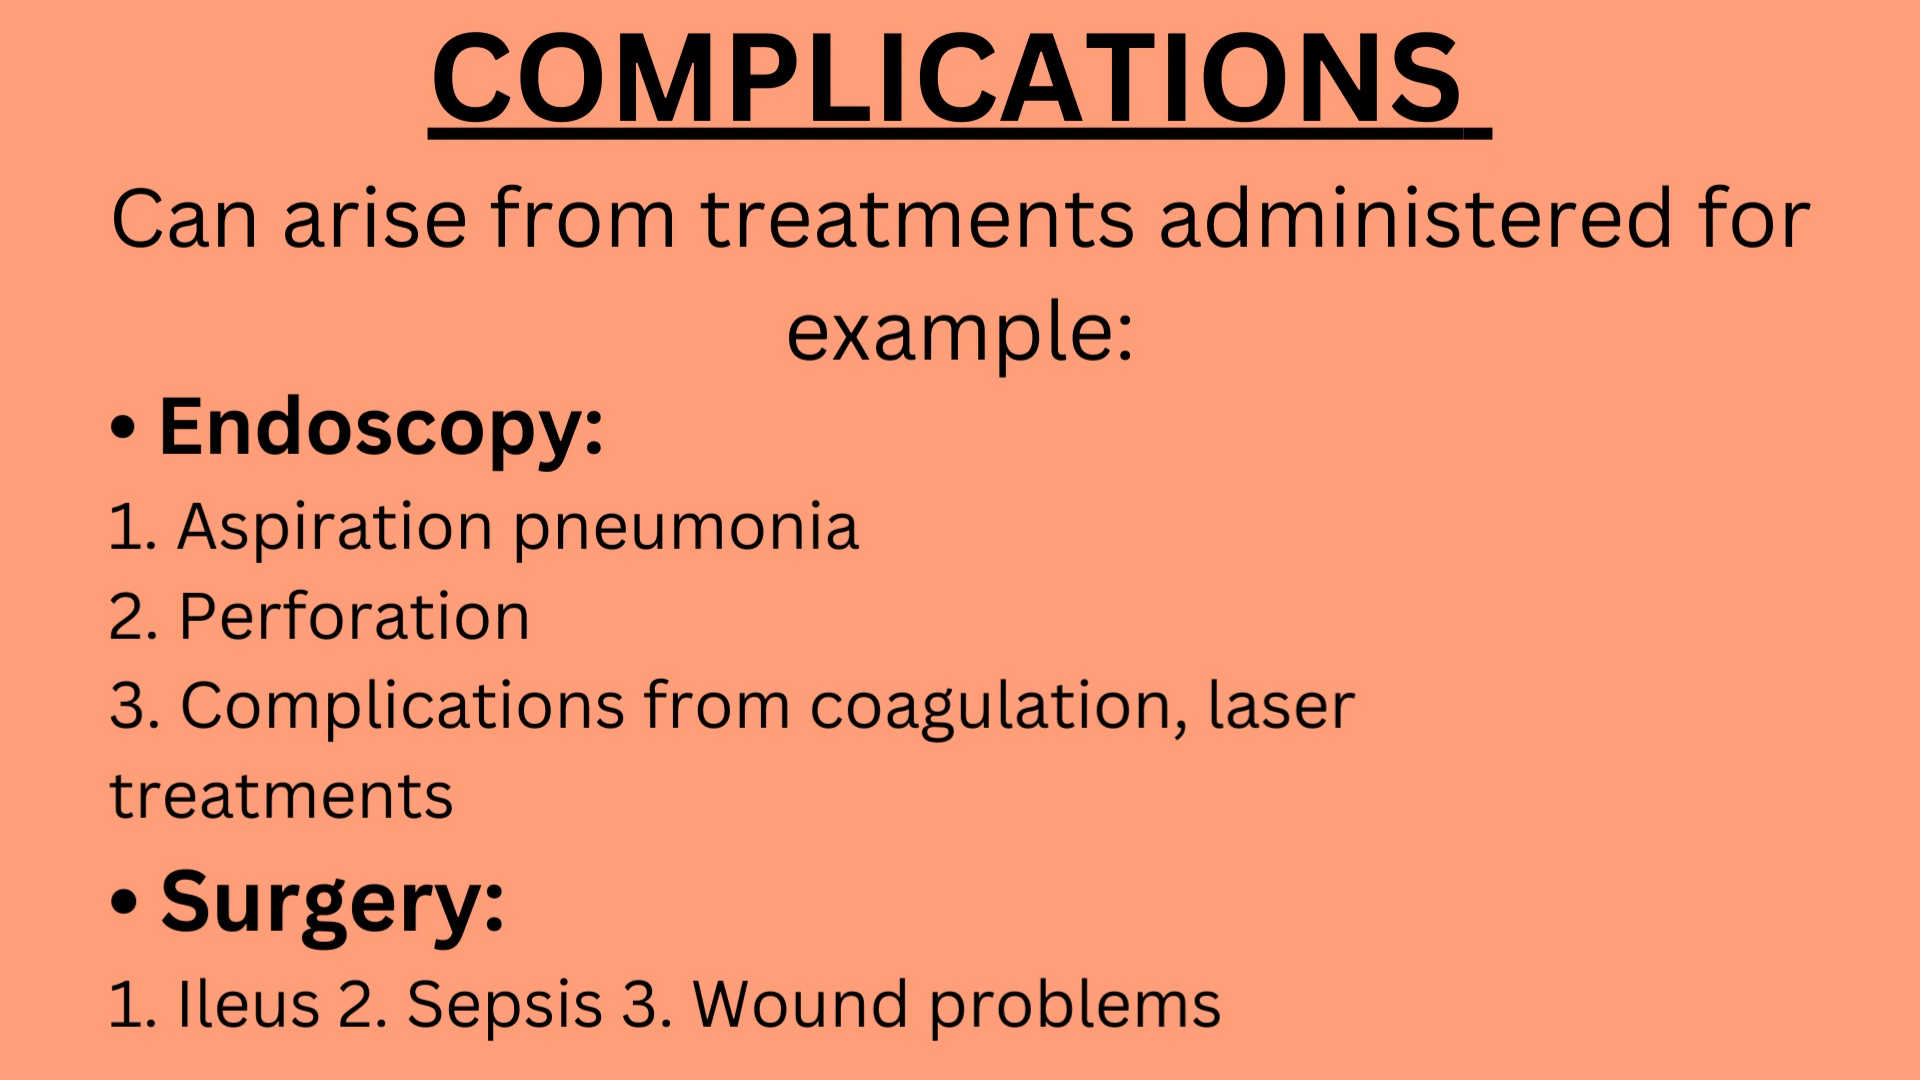 COMPLICATIONS
Can arise from treatments administered for
example:
• Endoscopy:
1. Aspiration pneumonia
2. Perforation
3. Complications from coagulation, laser
treatments
• Surgery:
1. Ileus 2. Sepsis 3. Wound problems